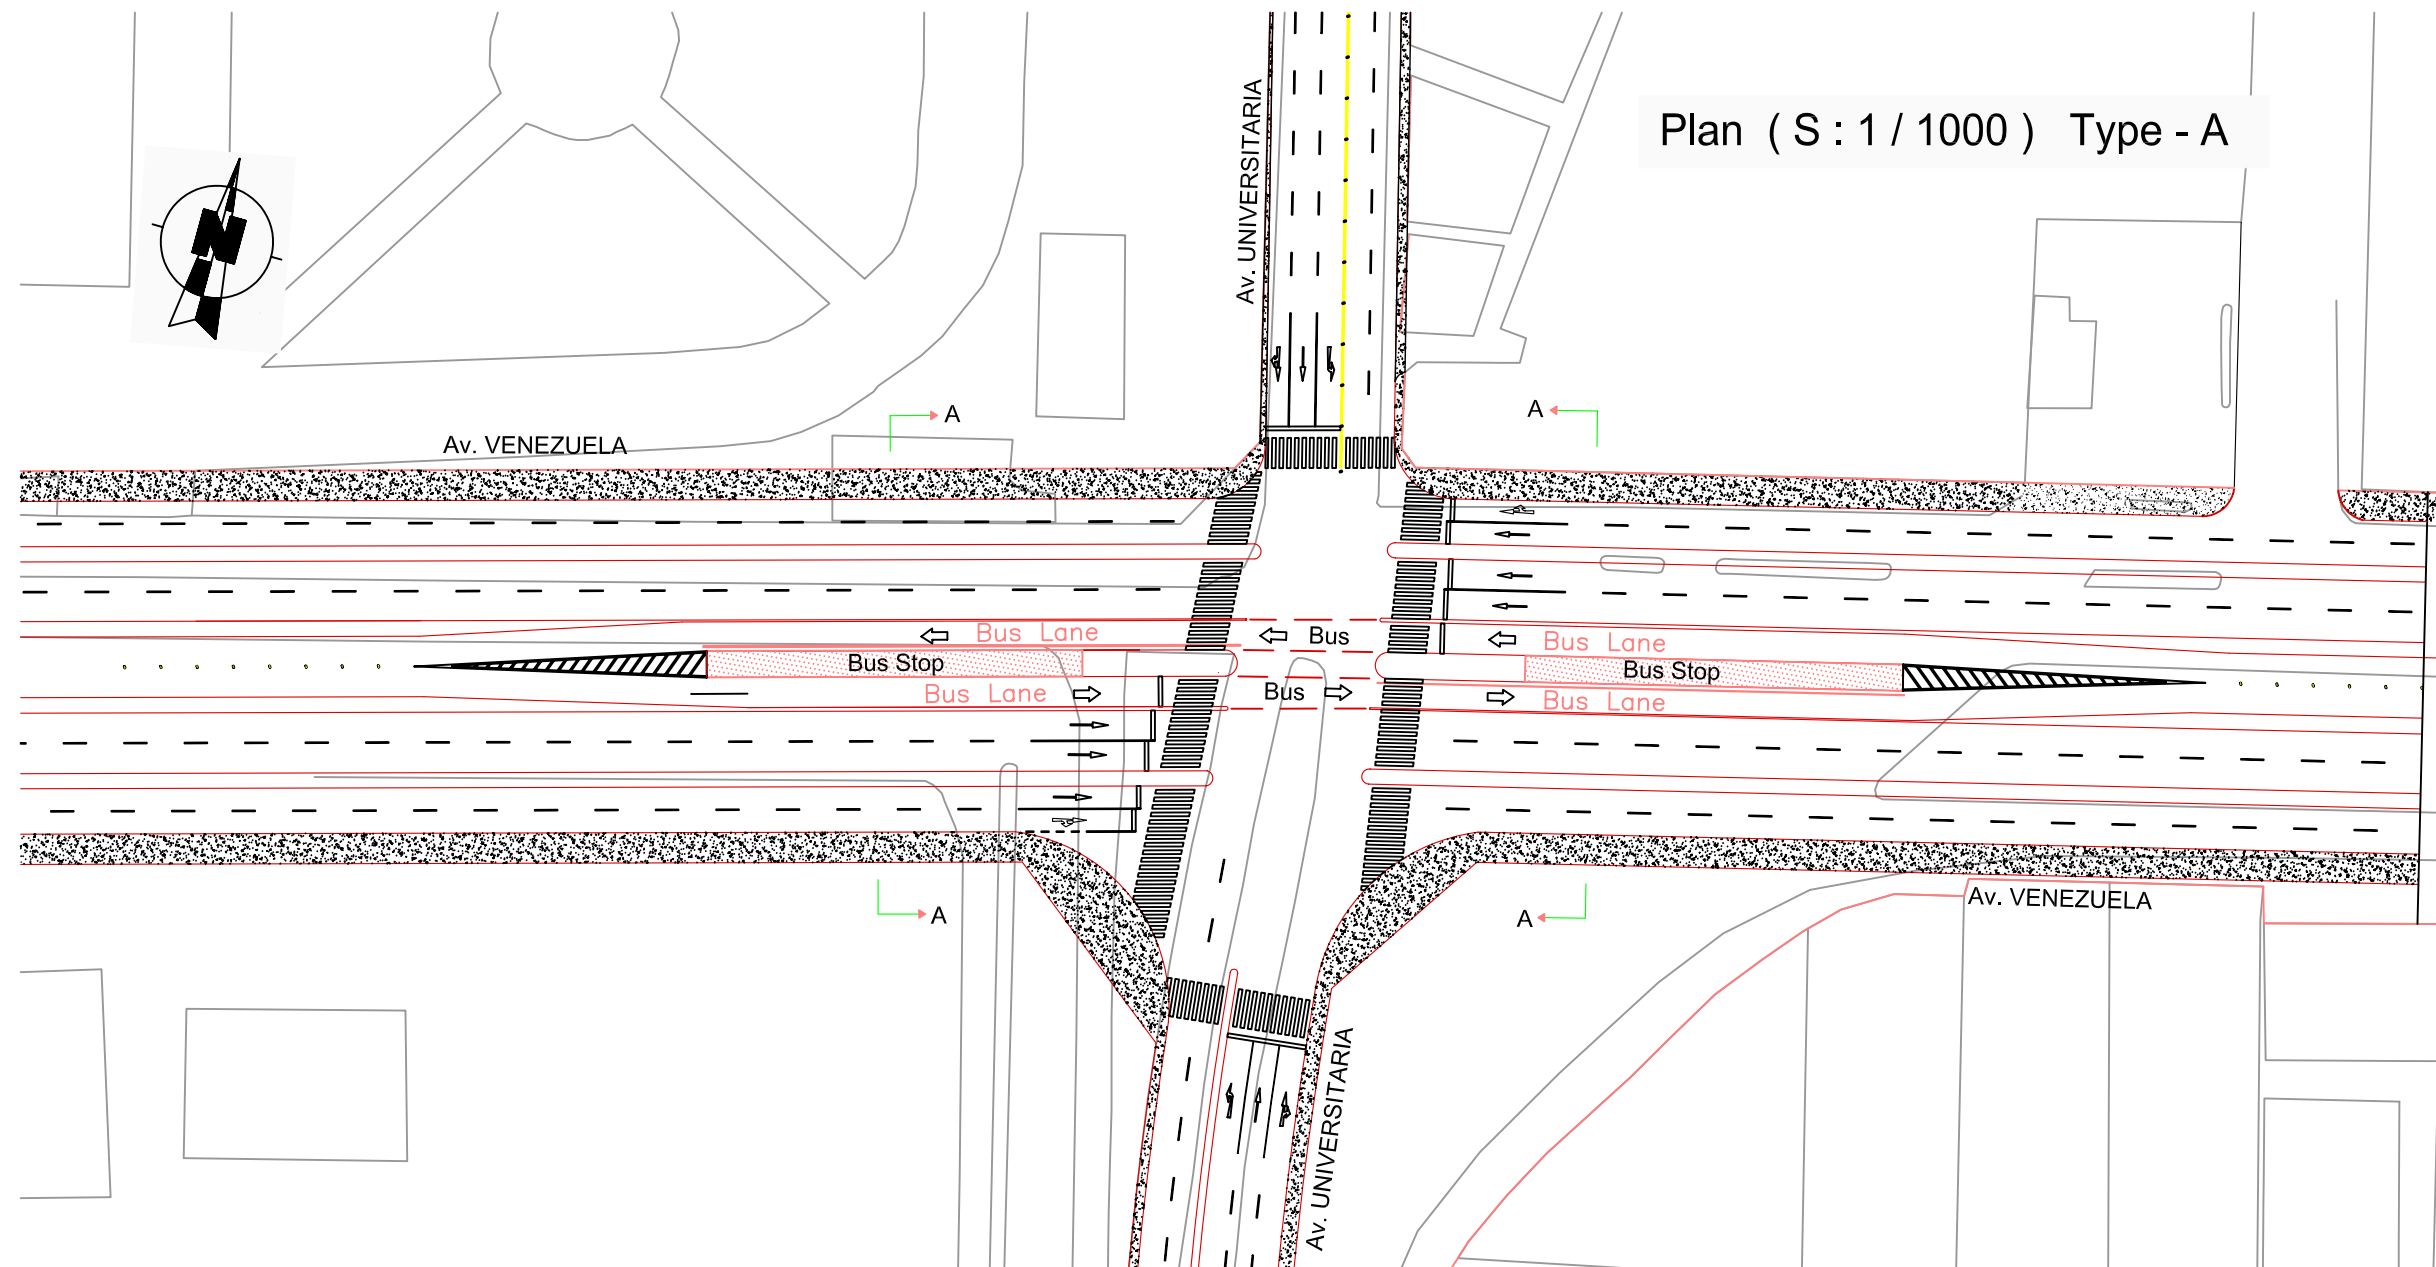 Av. UNIVERSITARIA
Plan ( S : 1 / 1000 ) Type - A
N
A
A
Av. VENEZUELA
Bus Lane
Bus
Bus Lane
Bus Stop
Bus Stop
Bus Lane
Bus
Bus Lane
A
A
Av. VENEZUELA
Av. UNIVERSITARIA